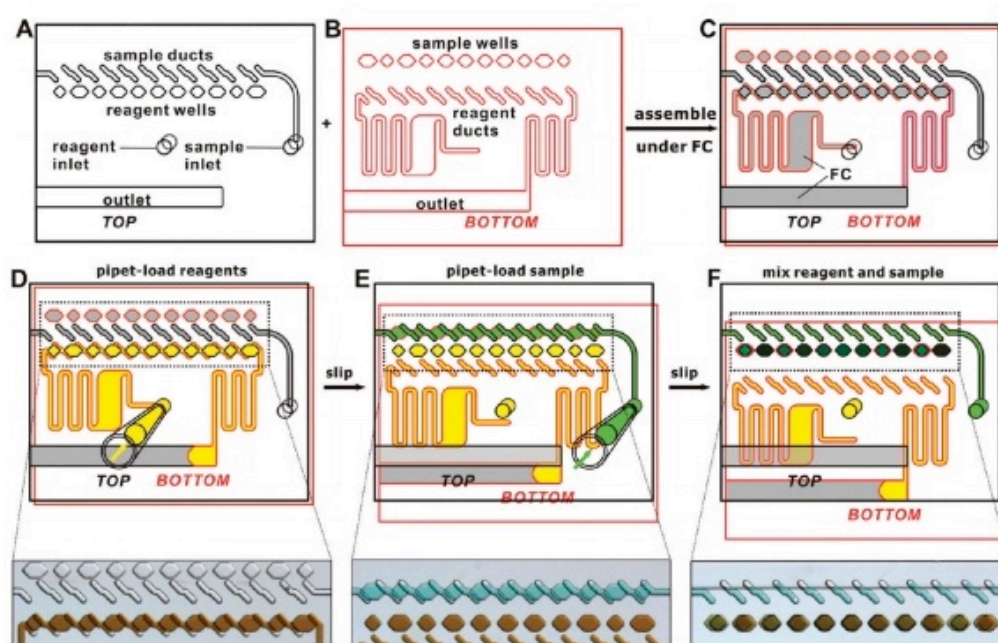 A
sample ducts
reagent wells
reagent inlet
sample inlet
outlet
TOP
+
B
sample wells
reagent ducts
outlet
BOTTOM
assemble
under FC
C
FC
TOP BOTTOM
D
pipet-load reagents
TOP BOTTOM
slip
E
pipet-load sample
TOP
BOTTOM
slip
F
mix reagent and sample
TOP
BOTTOM